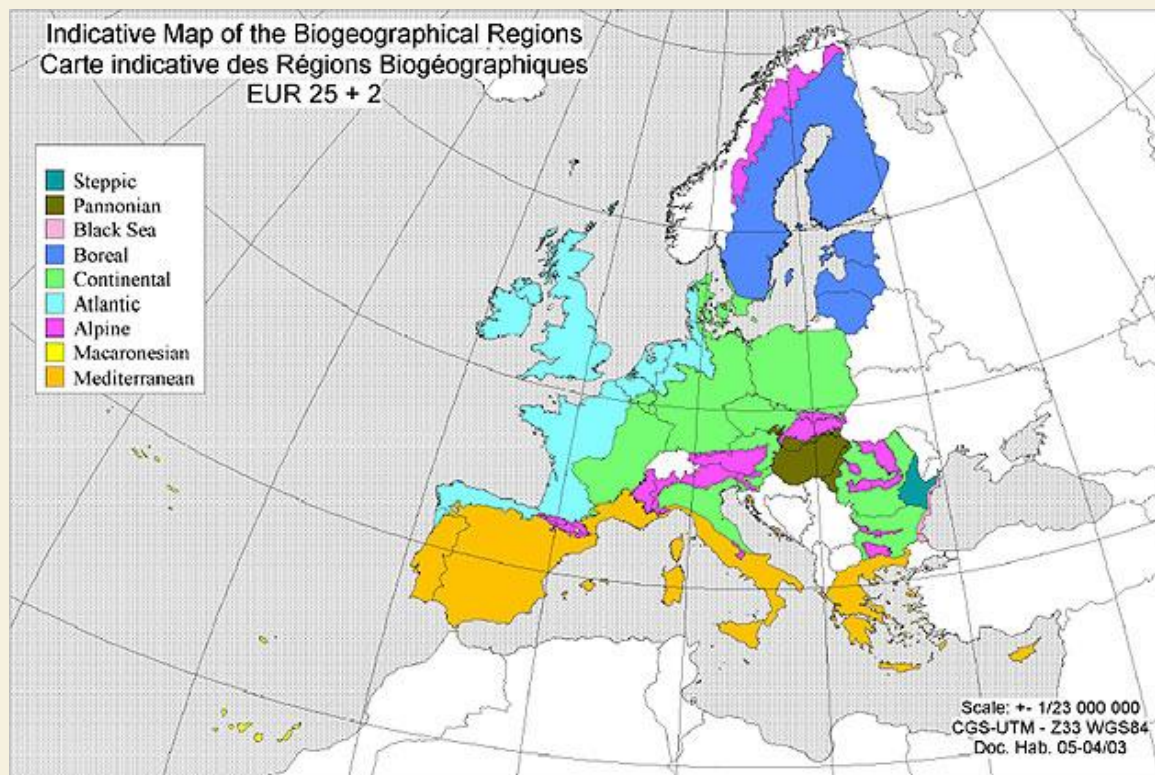 Indicative Map of the Biogeographical Regions
Carte indicative des Régions Biogéographiques
EUR 25 + 2
Steppic
Pannonian
Black Sea
Boreal
Continental
Atlantic
Alpine
Macaronesian
Mediterranean
Scale: +- 1/23 000 000
CGS-UTM - Z33 WGS84
Doc. Hab. 05-04/03